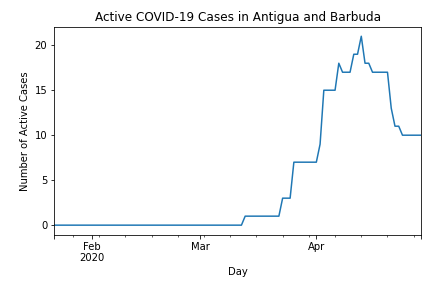 Active COVID-19 Cases in Antigua and Barbuda
Number of Active Cases
20
15
10
5
0
Feb
2020
Mar
Apr
Day